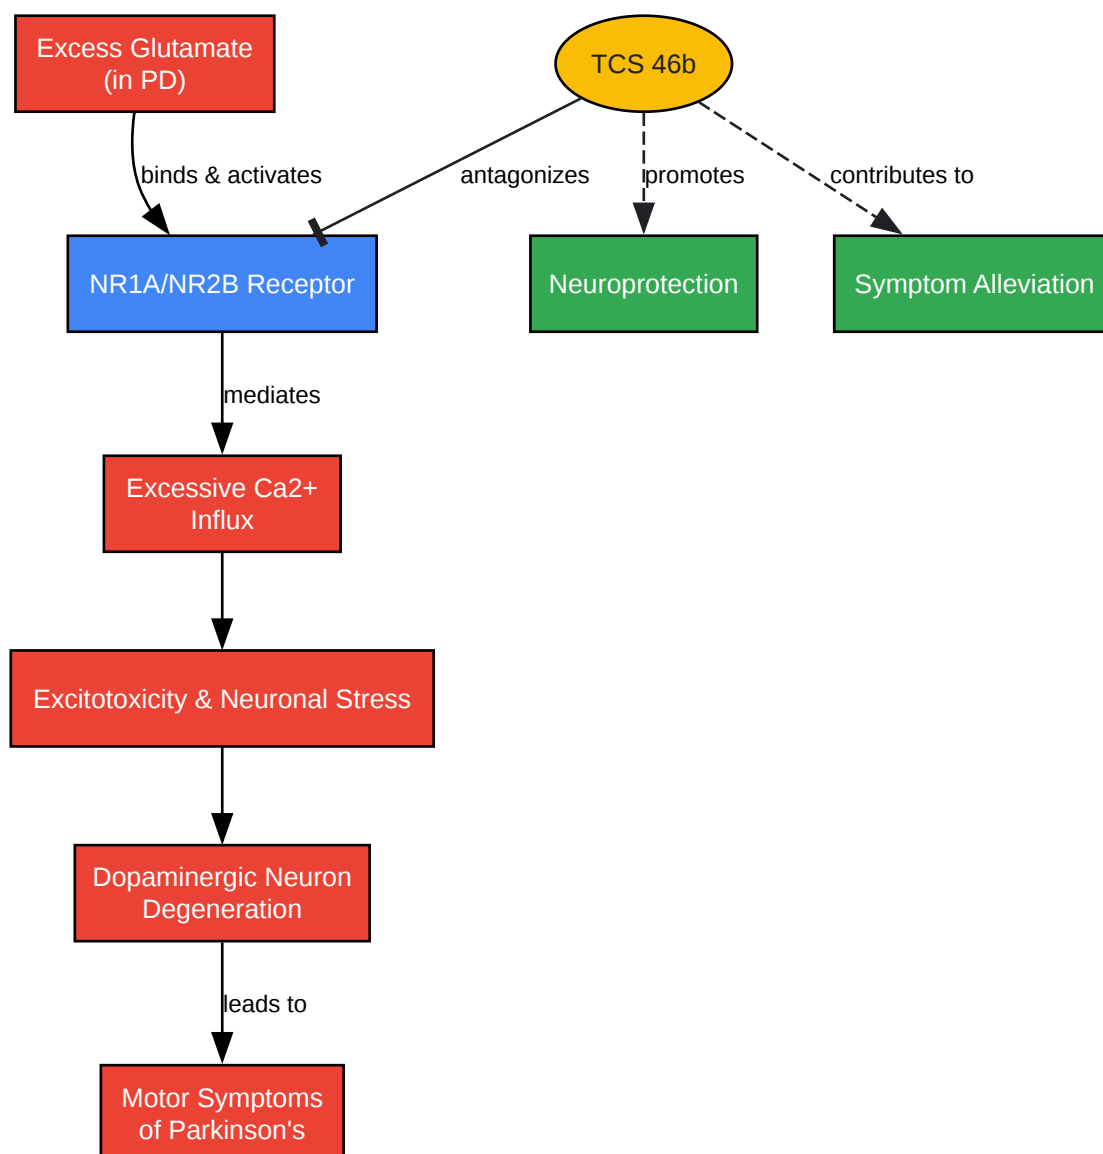 Excess Glutamate
(in PD)
TCS 46b
binds & activates
antagonizes
promotes
contributes to
NR1A/NR2B Receptor
Neuroprotection
Symptom Alleviation
mediates
Excessive Ca2+
Influx
Excitotoxicity & Neuronal Stress
Dopaminergic Neuron
Degeneration
leads to
Motor Symptoms
of Parkinson's